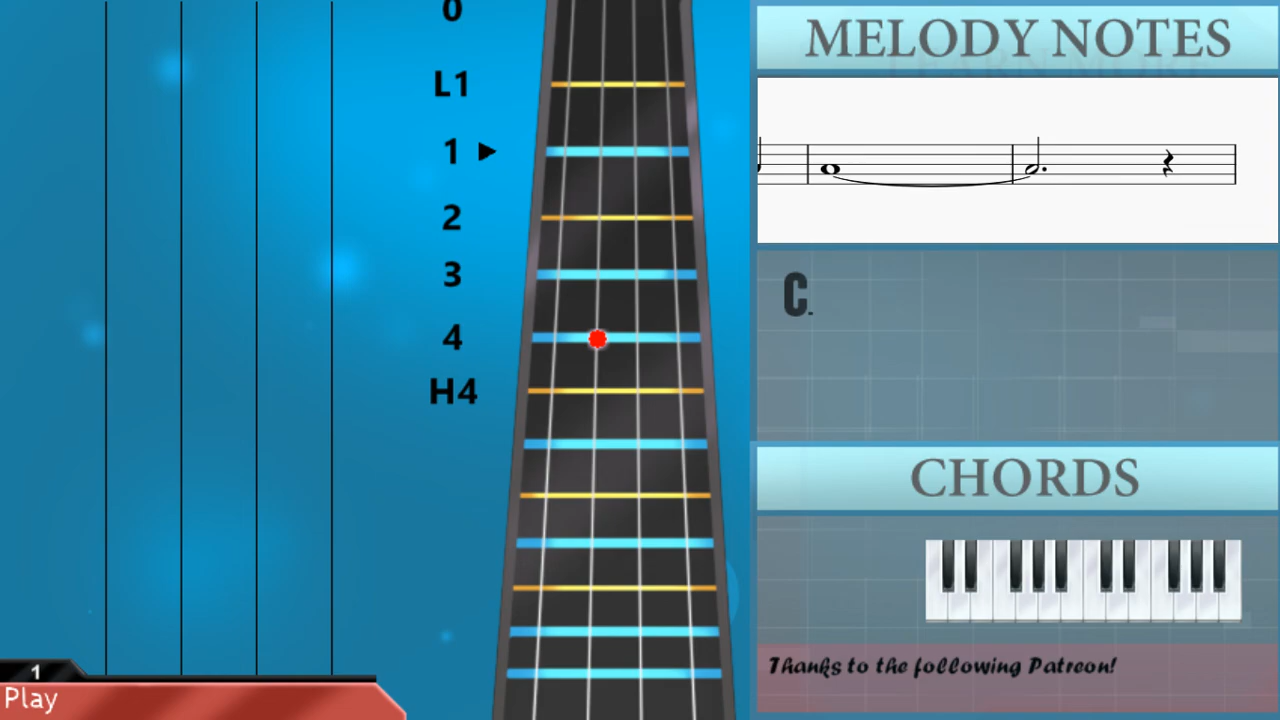 0
L1
1 ►
2
3
4
H4
1
Play
MELODY NOTES
C.
CHORDS
Thanks to the following Patreon!